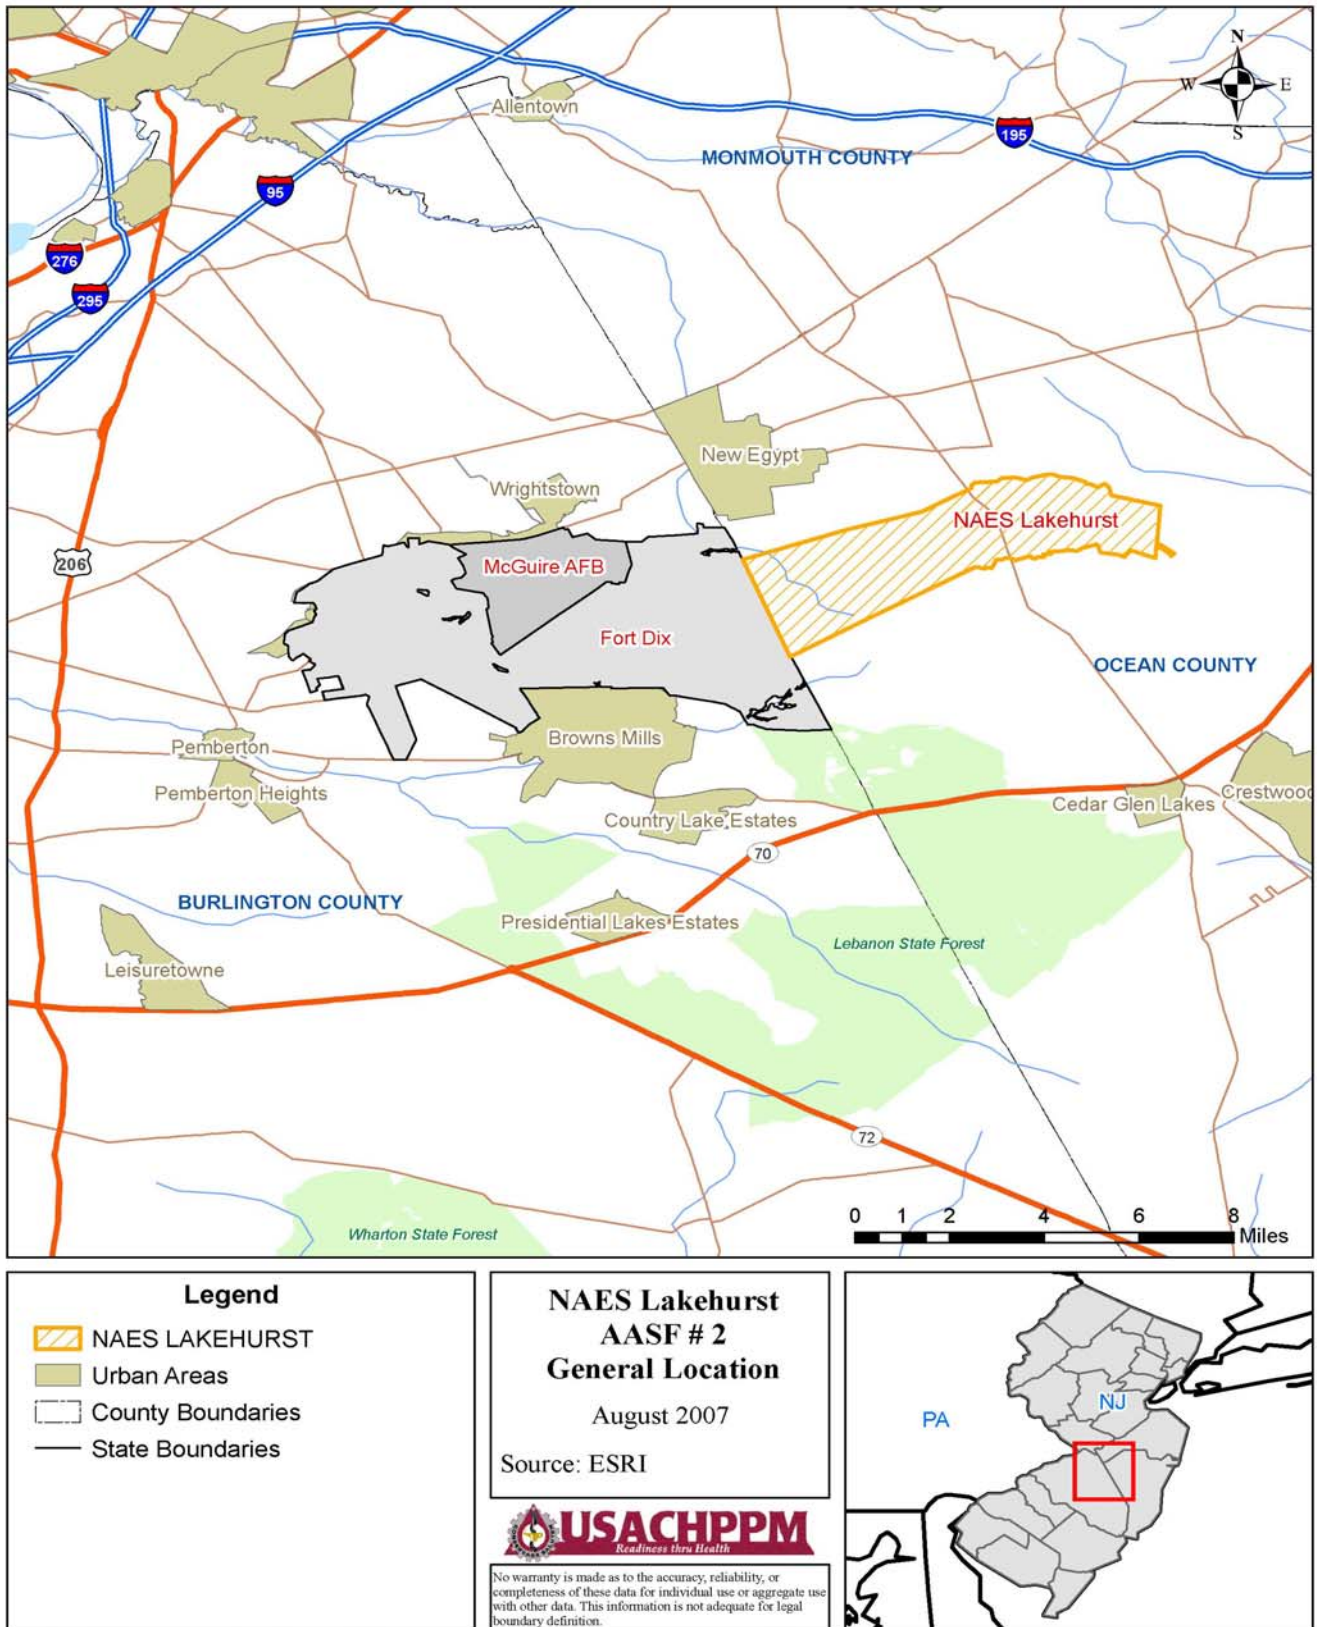 N
W E
S
Allentown
195
MONMOUTH COUNTY
95
276
295
New Egypt
Wrightstown
NAES Lakehurst
206
McGuire AFB
Fort Dix
OCEAN COUNTY
Browns Mills
Pemberton
Pemberton Heights
Cedar Glen Lakes
Crestwood
Country Lake Estates
70
BURLINGTON COUNTY
Presidential Lakes Estates
Lebanon State Forest
Leisuretowne
72
0 1 2 4 6 8
Miles
Wharton State Forest
Legend
NAES LAKEHURST
Urban Areas
County Boundaries
State Boundaries
NAES Lakehurst
AASF # 2
General Location
August 2007
Source: ESRI
USACHPPM
Readiness thru Health
No warranty is made as to the accuracy, reliability, or
completeness of these data for individual use or aggregate use
with other data. This information is not adequate for legal
boundary definition.
NJ
PA